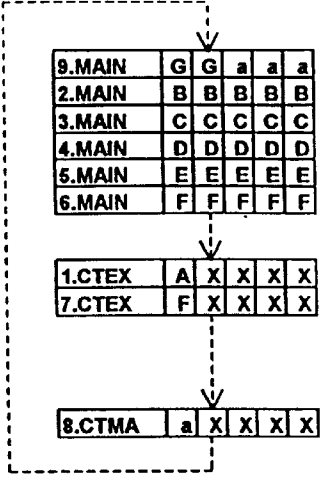 9.MAIN G G a a a
2.MAIN B B B B B
3.MAIN C C C C C
4.MAIN D D D D D
5.MAIN E E E E E
6.MAIN F F F F F
1.CTEX A X X X X
7.CTEX F X X X X
8.CTMA a X X X X